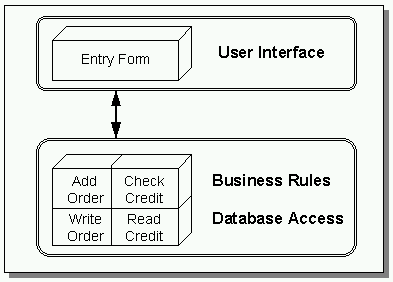 Entry Form
User Interface
Add
Order
Check
Credit
Business Rules
Write
Order
Read
Credit
Database Access